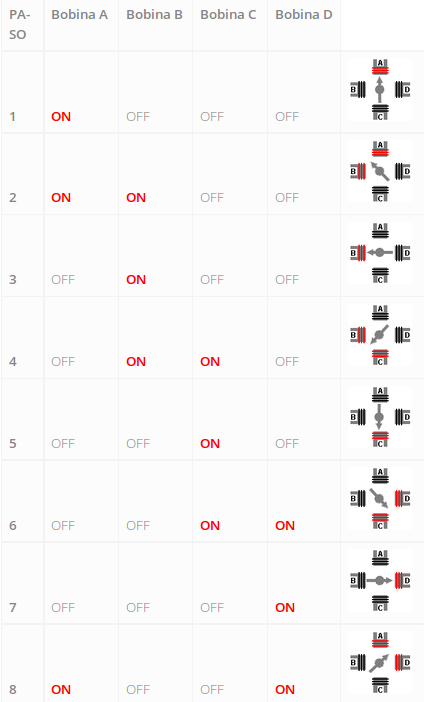 PA-
SO Bobina A Bobina B Bobina C Bobina D
A
B D
C
1 ON OFF OFF OFF
A
B D
C
2 ON ON OFF OFF
A
B D
C
3 OFF ON OFF OFF
A
B D
C
4 OFF ON ON OFF
A
B D
C
5 OFF OFF ON OFF
A
B D
C
6 OFF OFF ON ON
A
B D
C
7 OFF OFF OFF ON
A
B D
C
8 ON OFF OFF ON